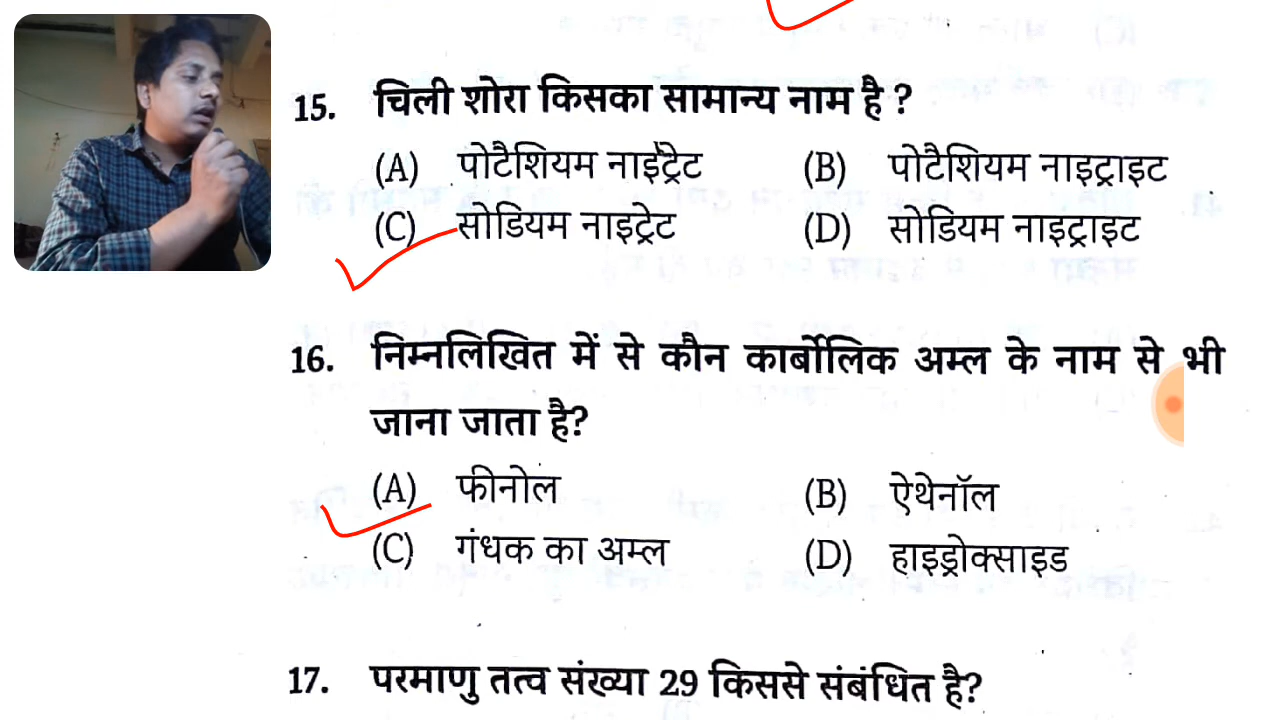 15. चिली शोरा किसका सामान्य नाम है ?
(A) पोटैशियम नाइट्रेट (B) पोटैशियम नाइट्राइट
(C) सोडियम नाइट्रेट (D) सोडियम नाइट्राइट
16. निम्नलिखित में से कौन कार्बोलिक अम्ल के नाम से भी
जाना जाता है?
(A) फीनोल (B) ऐथेनॉल
(C) गंधक का अम्ल (D) हाइड्रोक्साइड
17. परमाणु तत्व संख्या 29 किससे संबंधित है?